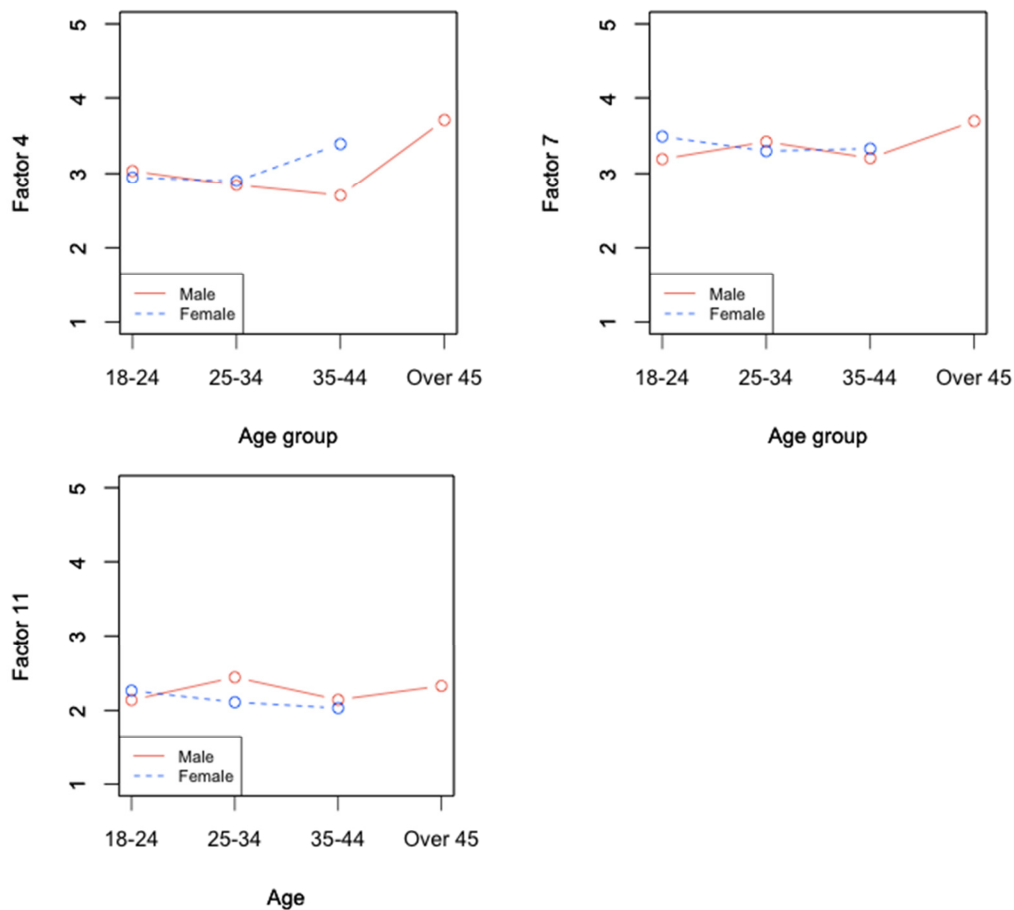 5
4
3
2
1
Factor 4
Male
Female
18-24 25-34 35-44 Over 45
Age group
5
4
3
2
1
Factor 7
Male
Female
18-24 25-34 35-44 Over 45
Age group
5
4
3
2
1
Factor 11
Male
Female
18-24 25-34 35-44 Over 45
Age